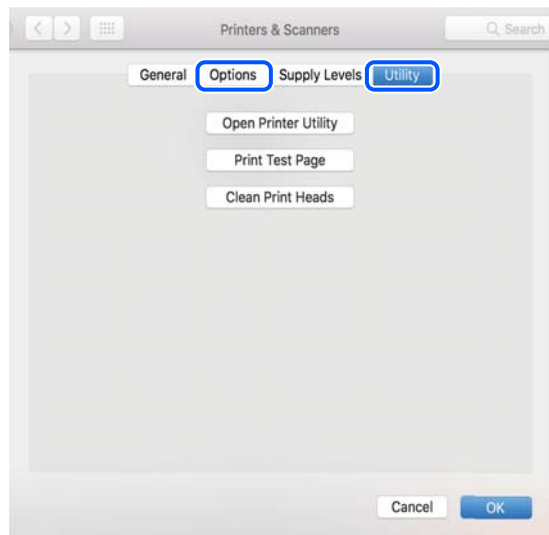 Printers & Scanners Search
General Options Supply Levels Utility
Open Printer Utility
Print Test Page
Clean Print Heads
Cancel OK